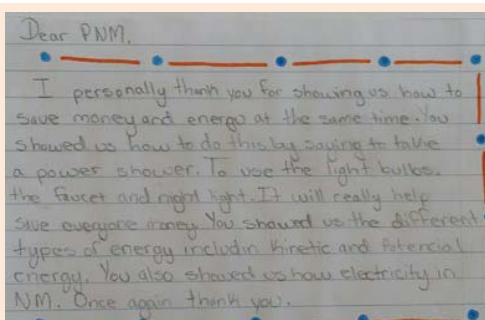 Dear PNM.
I personally thank you for showing us how to
save money and energy at the same time. You
showed us how to do this by saying to take
a power shower. To use the light bulbs.
the faucet and night light. It will really help
save everyone money. You showed us the different
types of energy includin kinetic and Potencial
energy. You also showed us how electricity in
NM. Once again thank you.